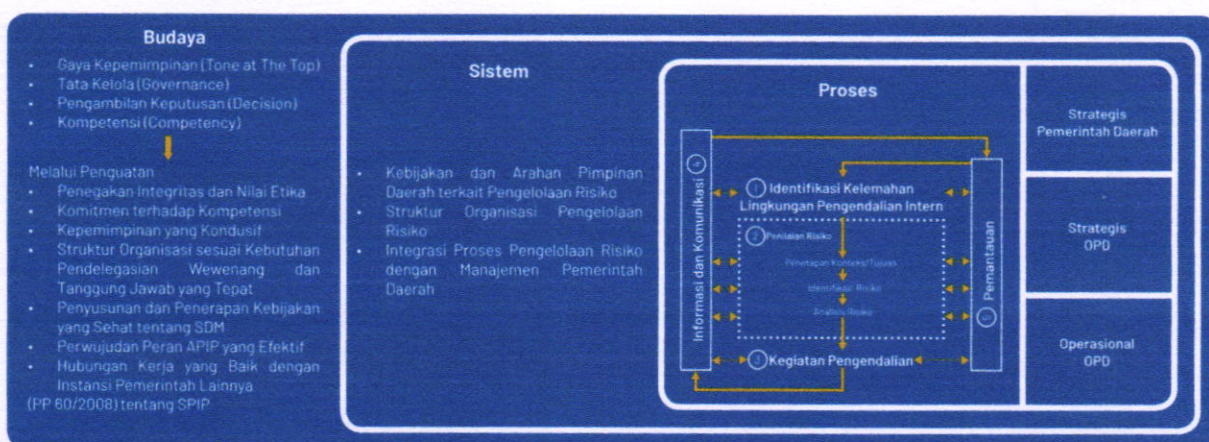 Budaya
• Gaya Kepemimpinan (Tone at The Top)
• Tata Kelola (Governance)
• Pengambilan Keputusan (Decision)
• Kompetensi (Competency)
Melalui Penguatan
• Penegakan Integritas dan Nilai Etika
• Komitmen terhadap Kompetensi
• Kepemimpinan yang Kondusif
• Struktur Organisasi sesuai Kebutuhan
Pendelegasian Wewenang dan
Tanggung Jawab yang Tepat
• Penyusunan dan Penerapan Kebijakan
yang Sehat tentang SDM
• Perwujudan Peran APIP yang Efektif
• Hubungan Kerja yang Baik dengan
Instansi Pemerintah Lainnya
(PP 60/2008) tentang SPIP
Sistem
• Kebijakan dan Arahan Pimpinan
Daerah terkait Pengelolaan Risiko
• Struktur Organisasi Pengelolaan
Risiko
• Integrasi Proses Pengelolaan Risiko
dengan Manajemen Pemerintah
Daerah
Proses
Informasi dan Komunikasi 4
1 Identifikasi Kelemahan
Lingkungan Pengendalian Intern
2 Penilaian Risiko
Penetapan Konteks/Tujuan
Identifikasi Risiko
Analisis Risiko
3 Kegiatan Pengendalian
5 Pemantauan
Strategis
Pemerintah Daerah
Strategis
OPD
Operasional
OPD